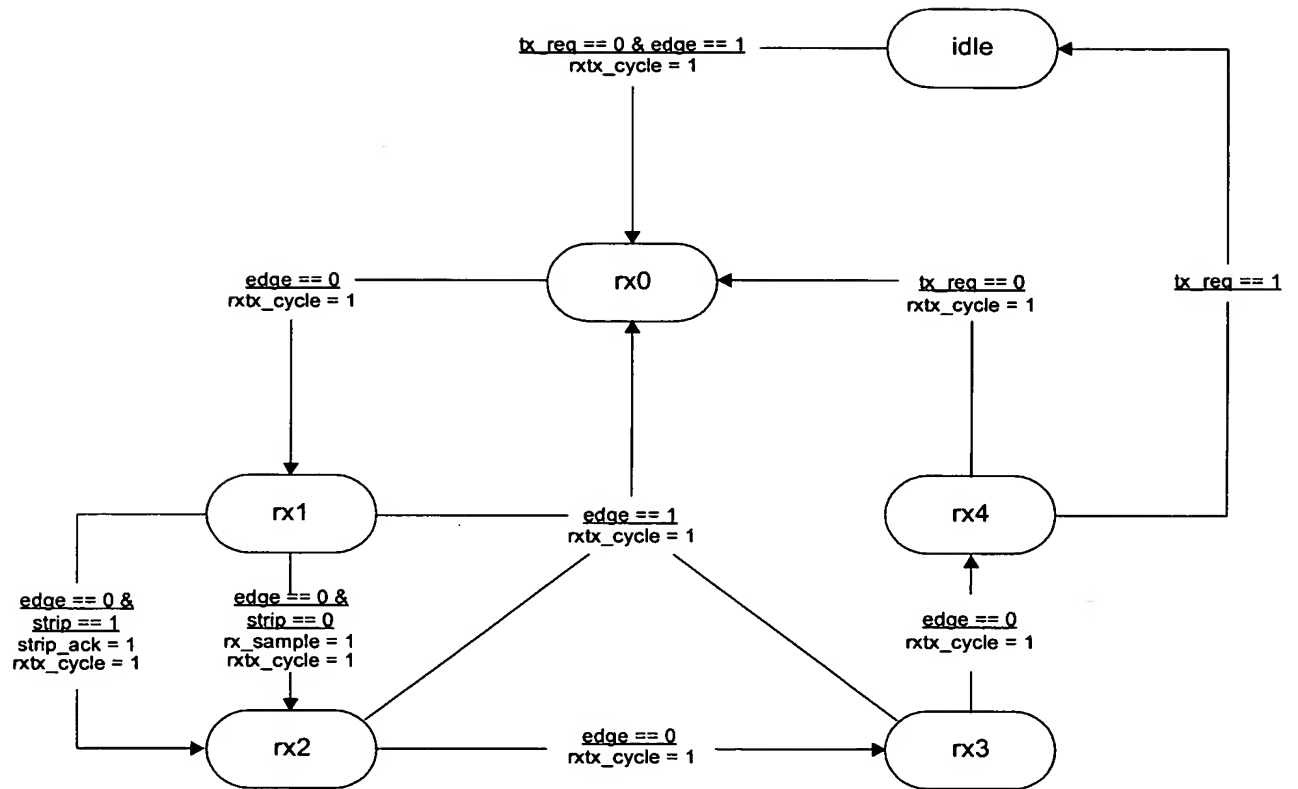 tx_req == 0 & edge == 1
rxtx_cycle = 1
idle
edge == 0
rxtx_cycle = 1
rx0
tx_req == 0
rxtx_cycle = 1
tx_req == 1
rx1
edge == 1
rxtx_cycle = 1
rx4
edge == 0 &
strip == 1
strip_ack = 1
rxtx_cycle = 1
edge == 0 &
strip == 0
rx_sample = 1
rxtx_cycle = 1
edge == 0
rxtx_cycle = 1
rx2
edge == 0
rxtx_cycle = 1
rx3